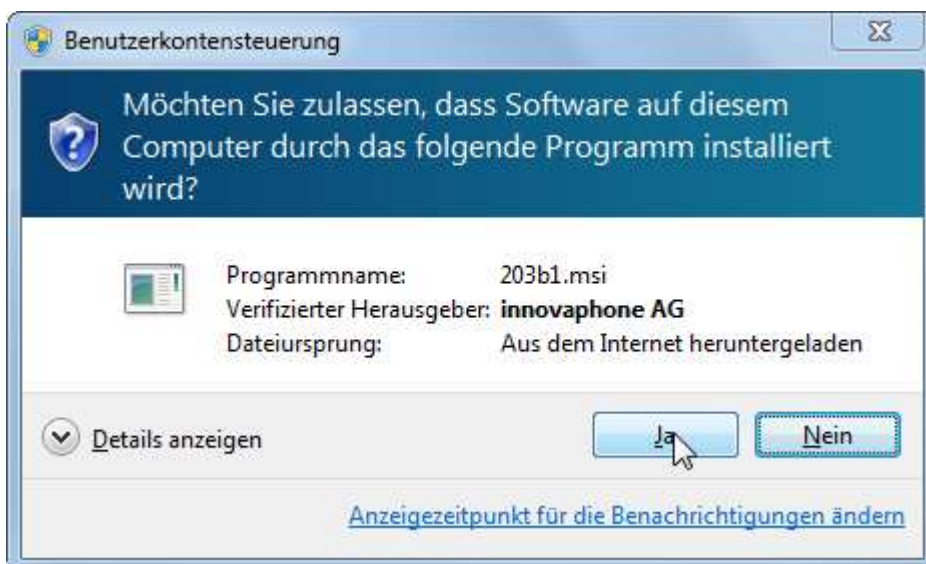 Benutzerkontensteuerung
Möchten Sie zulassen, dass Software auf diesem
Computer durch das folgende Programm installiert
wird?
Programmname: 203b1.msi
Verifizierter Herausgeber: innovaphone AG
Dateiursprung: Aus dem Internet heruntergeladen
Details anzeigen Ja Nein
Anzeigezeitpunkt für die Benachrichtigungen ändern